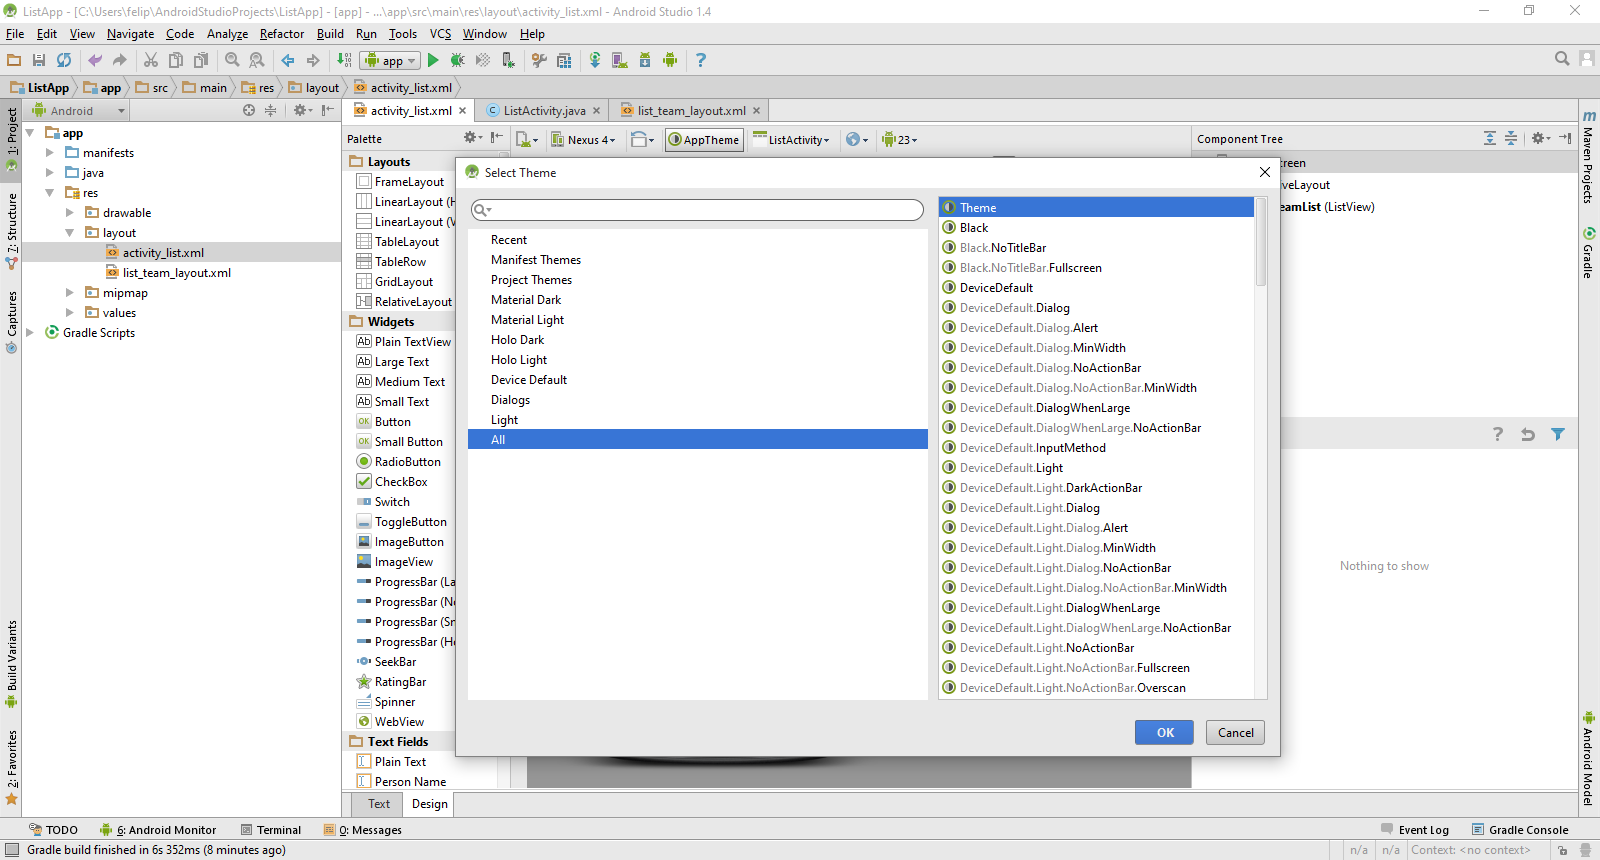 ListApp - [C:\Users\felip\AndroidStudioProjects\ListApp] - [app] - ...\app\src\main\res\layout\activity_list.xml - Android Studio 1.4
File Edit View Navigate Code Analyze Refactor Build Run Tools VCS Window Help
app
ListApp app src main res layout activity_list.xml
1: Project
7: Structure
Captures
Build Variants
2: Favorites
Android
app
manifests
java
res
drawable
layout
activity_list.xml
list_team_layout.xml
mipmap
values
Gradle Scripts
activity_list.xml ListActivity.java list_team_layout.xml
Palette
Nexus 4 AppTheme ListActivity 23
Layouts
FrameLayout
LinearLayout (H
LinearLayout (V
TableLayout
TableRow
GridLayout
RelativeLayout
Widgets
Plain TextView
Large Text
Medium Text
Small Text
Button
Small Button
RadioButton
CheckBox
Switch
ToggleButton
ImageButton
ImageView
ProgressBar (La
ProgressBar (No
ProgressBar (Sm
ProgressBar (Ho
SeekBar
RatingBar
Spinner
WebView
Text Fields
Plain Text
Person Name
Text Design
Select Theme
Recent
Manifest Themes
Project Themes
Material Dark
Material Light
Holo Dark
Holo Light
Device Default
Dialogs
Light
All
Theme
Black
Black.NoTitleBar
Black.NoTitleBar.Fullscreen
DeviceDefault
DeviceDefault.Dialog
DeviceDefault.Dialog.Alert
DeviceDefault.Dialog.MinWidth
DeviceDefault.Dialog.NoActionBar
DeviceDefault.Dialog.NoActionBar.MinWidth
DeviceDefault.DialogWhenLarge
DeviceDefault.DialogWhenLarge.NoActionBar
DeviceDefault.InputMethod
DeviceDefault.Light
DeviceDefault.Light.DarkActionBar
DeviceDefault.Light.Dialog
DeviceDefault.Light.Dialog.Alert
DeviceDefault.Light.Dialog.MinWidth
DeviceDefault.Light.Dialog.NoActionBar
DeviceDefault.Light.Dialog.NoActionBar.MinWidth
DeviceDefault.Light.DialogWhenLarge
DeviceDefault.Light.DialogWhenLarge.NoActionBar
DeviceDefault.Light.NoActionBar
DeviceDefault.Light.NoActionBar.Fullscreen
DeviceDefault.Light.NoActionBar.Overscan
OK Cancel
Component Tree
creen
iveLayout
eamList (ListView)
Nothing to show
Maven Projects
Gradle
Android Model
TODO 6: Android Monitor Terminal 0: Messages Event Log Gradle Console
Gradle build finished in 6s 352ms (8 minutes ago) n/a n/a Context: <no context>